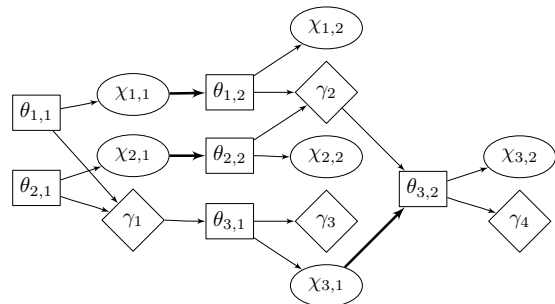 χ1,2
χ1,1
θ1,2
γ2
θ1,1
χ2,1
θ2,2
χ2,2
χ3,2
θ2,1
θ3,2
γ1
θ3,1
γ3
γ4
χ3,1